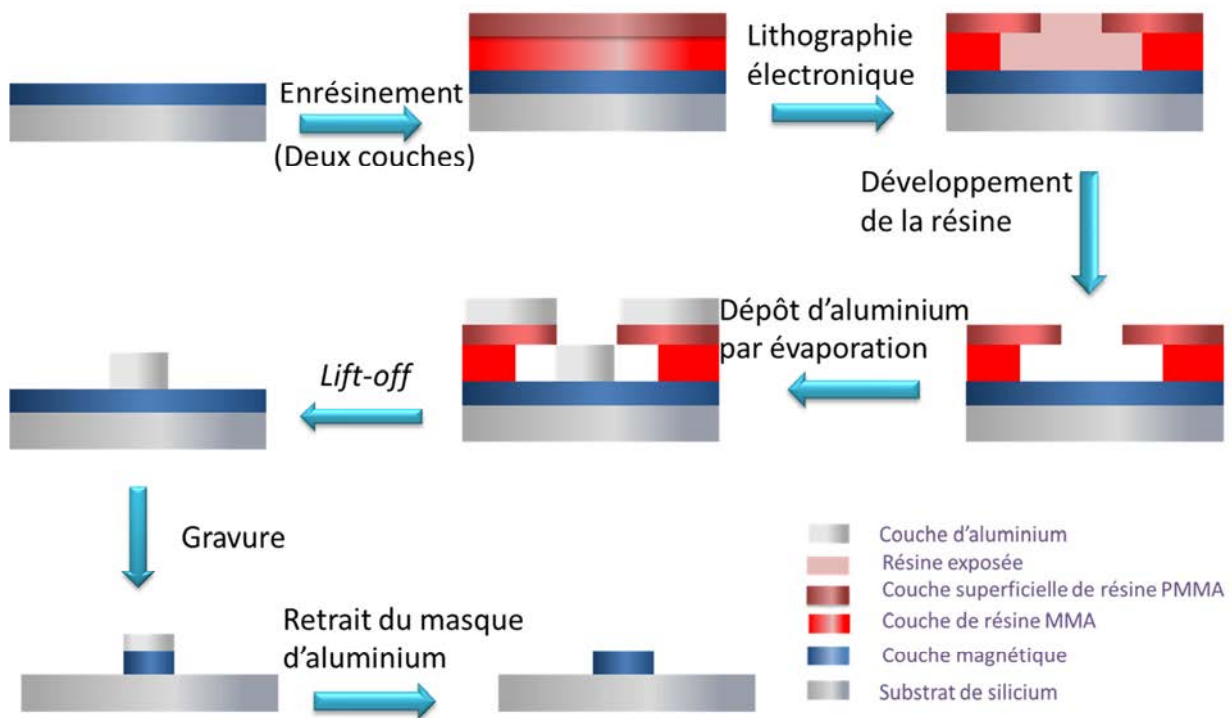 Enrésinement
(Deux couches)
Lithographie
électronique
Développement
de la résine
Dépôt d'aluminium
par évaporation
Lift-off
Gravure
Retrait du masque
d'aluminium
Couche d'aluminium
Résine exposée
Couche superficielle de résine PMMA
Couche de résine MMA
Couche magnétique
Substrat de silicium